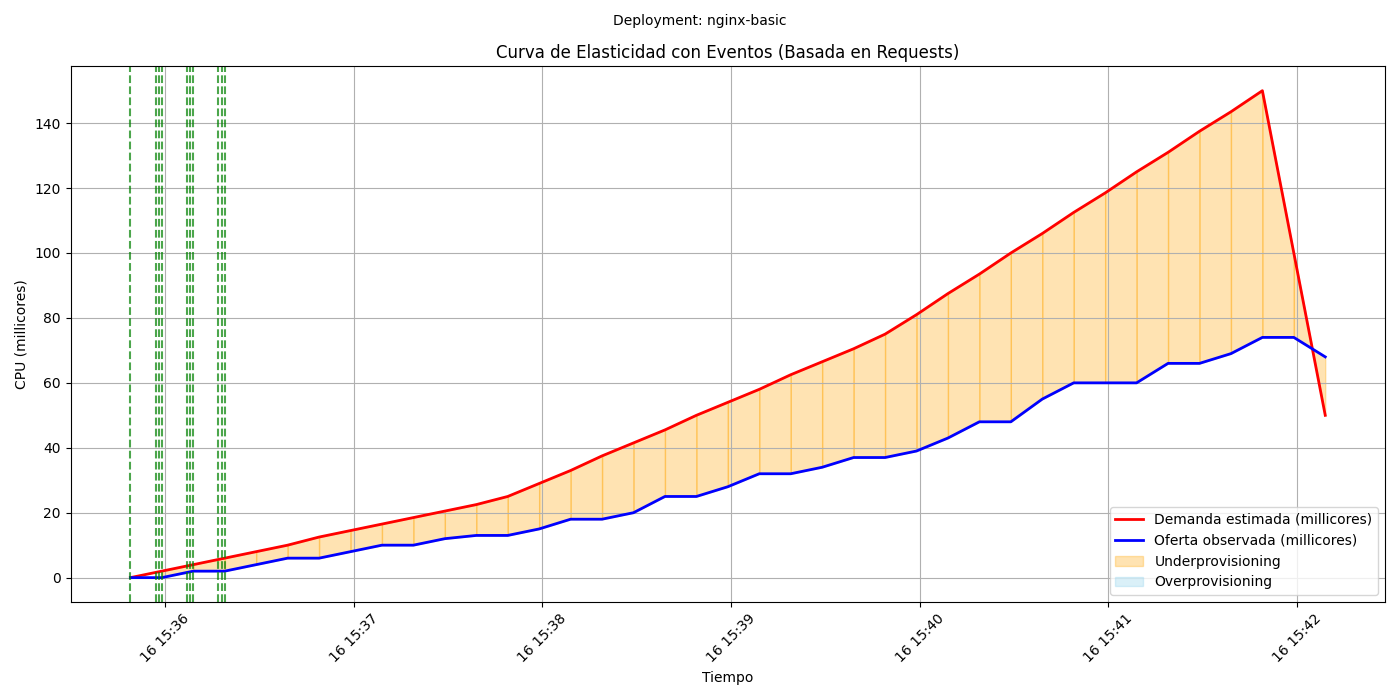 Deployment: nginx-basic
Curva de Elasticidad con Eventos (Basada en Requests)
CPU (millicores)
140
120
100
80
60
40
20
0
Demanda estimada (millicores)
Oferta observada (millicores)
Underprovisioning
Overprovisioning
16 15:36
16 15:37
16 15:38
16 15:39
16 15:40
16 15:41
16 15:42
Tiempo